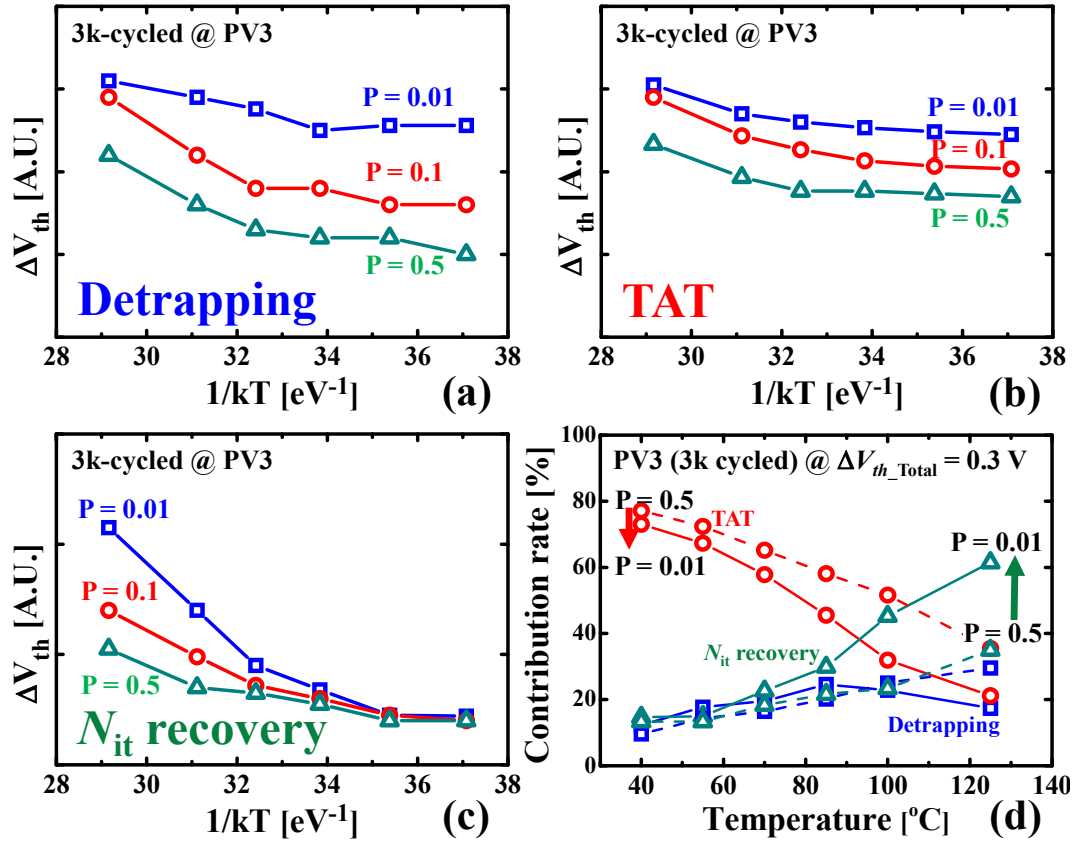 3k-cycled @ PV3
P = 0.01
P = 0.1
P = 0.5
Detrapping
ΔVth [A.U.]
28 30 32 34 36 38
1/kT [eV-1]
(a)
3k-cycled @ PV3
P = 0.01
P = 0.1
P = 0.5
TAT
ΔVth [A.U.]
28 30 32 34 36 38
1/kT [eV-1]
(b)
3k-cycled @ PV3
P = 0.01
P = 0.1
P = 0.5
Nit recovery
ΔVth [A.U.]
28 30 32 34 36 38
1/kT [eV-1]
(c)
PV3 (3k cycled) @ ΔVth_Total = 0.3 V
P = 0.5
TAT
P = 0.01
P = 0.01
P = 0.5
Nit recovery
Detrapping
Contribution rate [%]
100
80
60
40
20
0
40 60 80 100 120 140
Temperature [ºC]
(d)